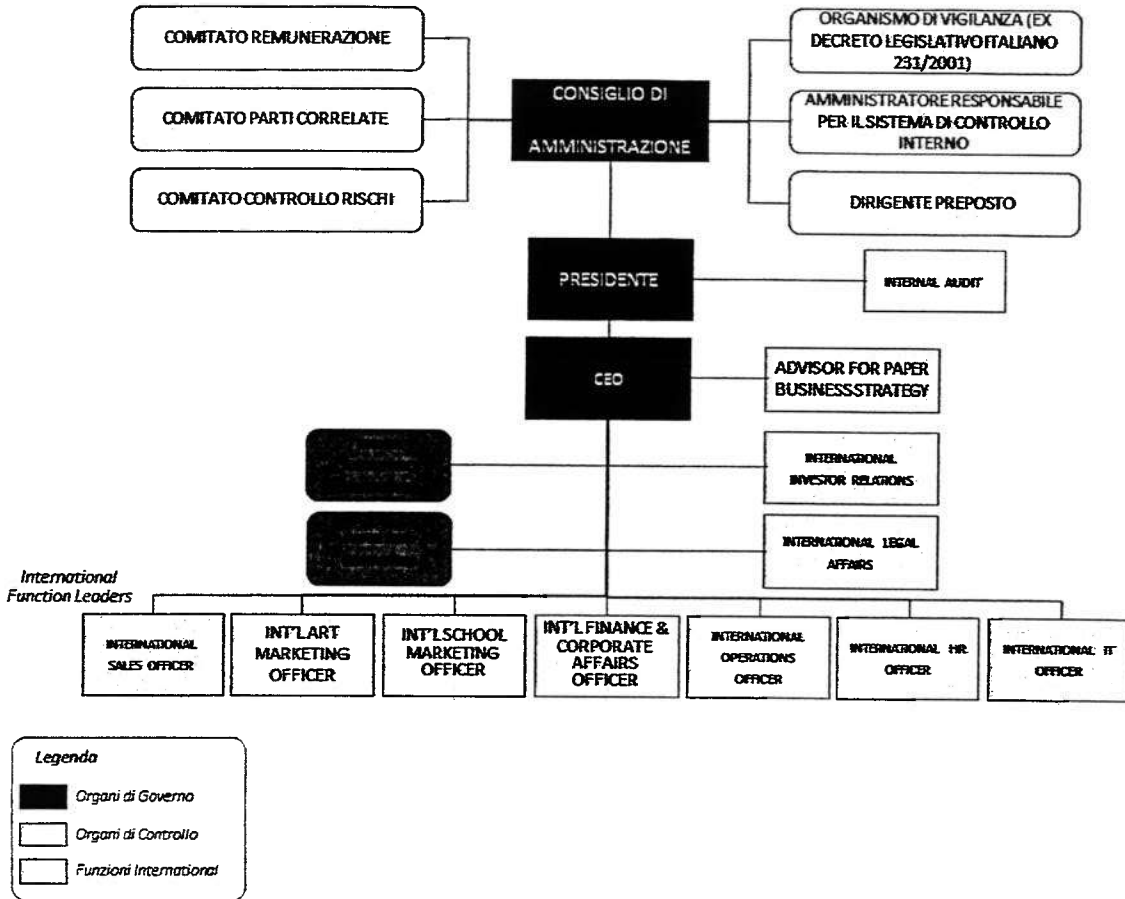 COMITATO REMUNERAZIONE
COMITATO PARTI CORRELATE
COMITATO CONTROLLO RISCHI
CONSIGLIO DI
AMMINISTRAZIONE
ORGANISMO DI VIGILANZA (EX
DECRETO LEGISLATIVO ITALIANO
231/2001)
AMMINISTRATORE RESPONSABILE
PER IL SISTEMA DI CONTROLLO
INTERNO
DIRIGENTE PREPOSTO
PRESIDENTE
INTERNAL AUDIT
CEO
ADVISOR FOR PAPER
BUSINESS STRATEGY
INTERNATIONAL
INVESTOR RELATIONS
INTERNATIONAL LEGAL
AFFAIRS
International
Function Leaders
INTERNATIONAL
SALES OFFICER
INT'L ART
MARKETING
OFFICER
INT'L SCHOOL
MARKETING
OFFICER
INT'L FINANCE &
CORPORATE
AFFAIRS
OFFICER
INTERNATIONAL
OPERATIONS
OFFICER
INTERNATIONAL HR
OFFICER
INTERNATIONAL IT
OFFICER
Legenda
Organi di Governo
Organi di Controllo
Funzioni International